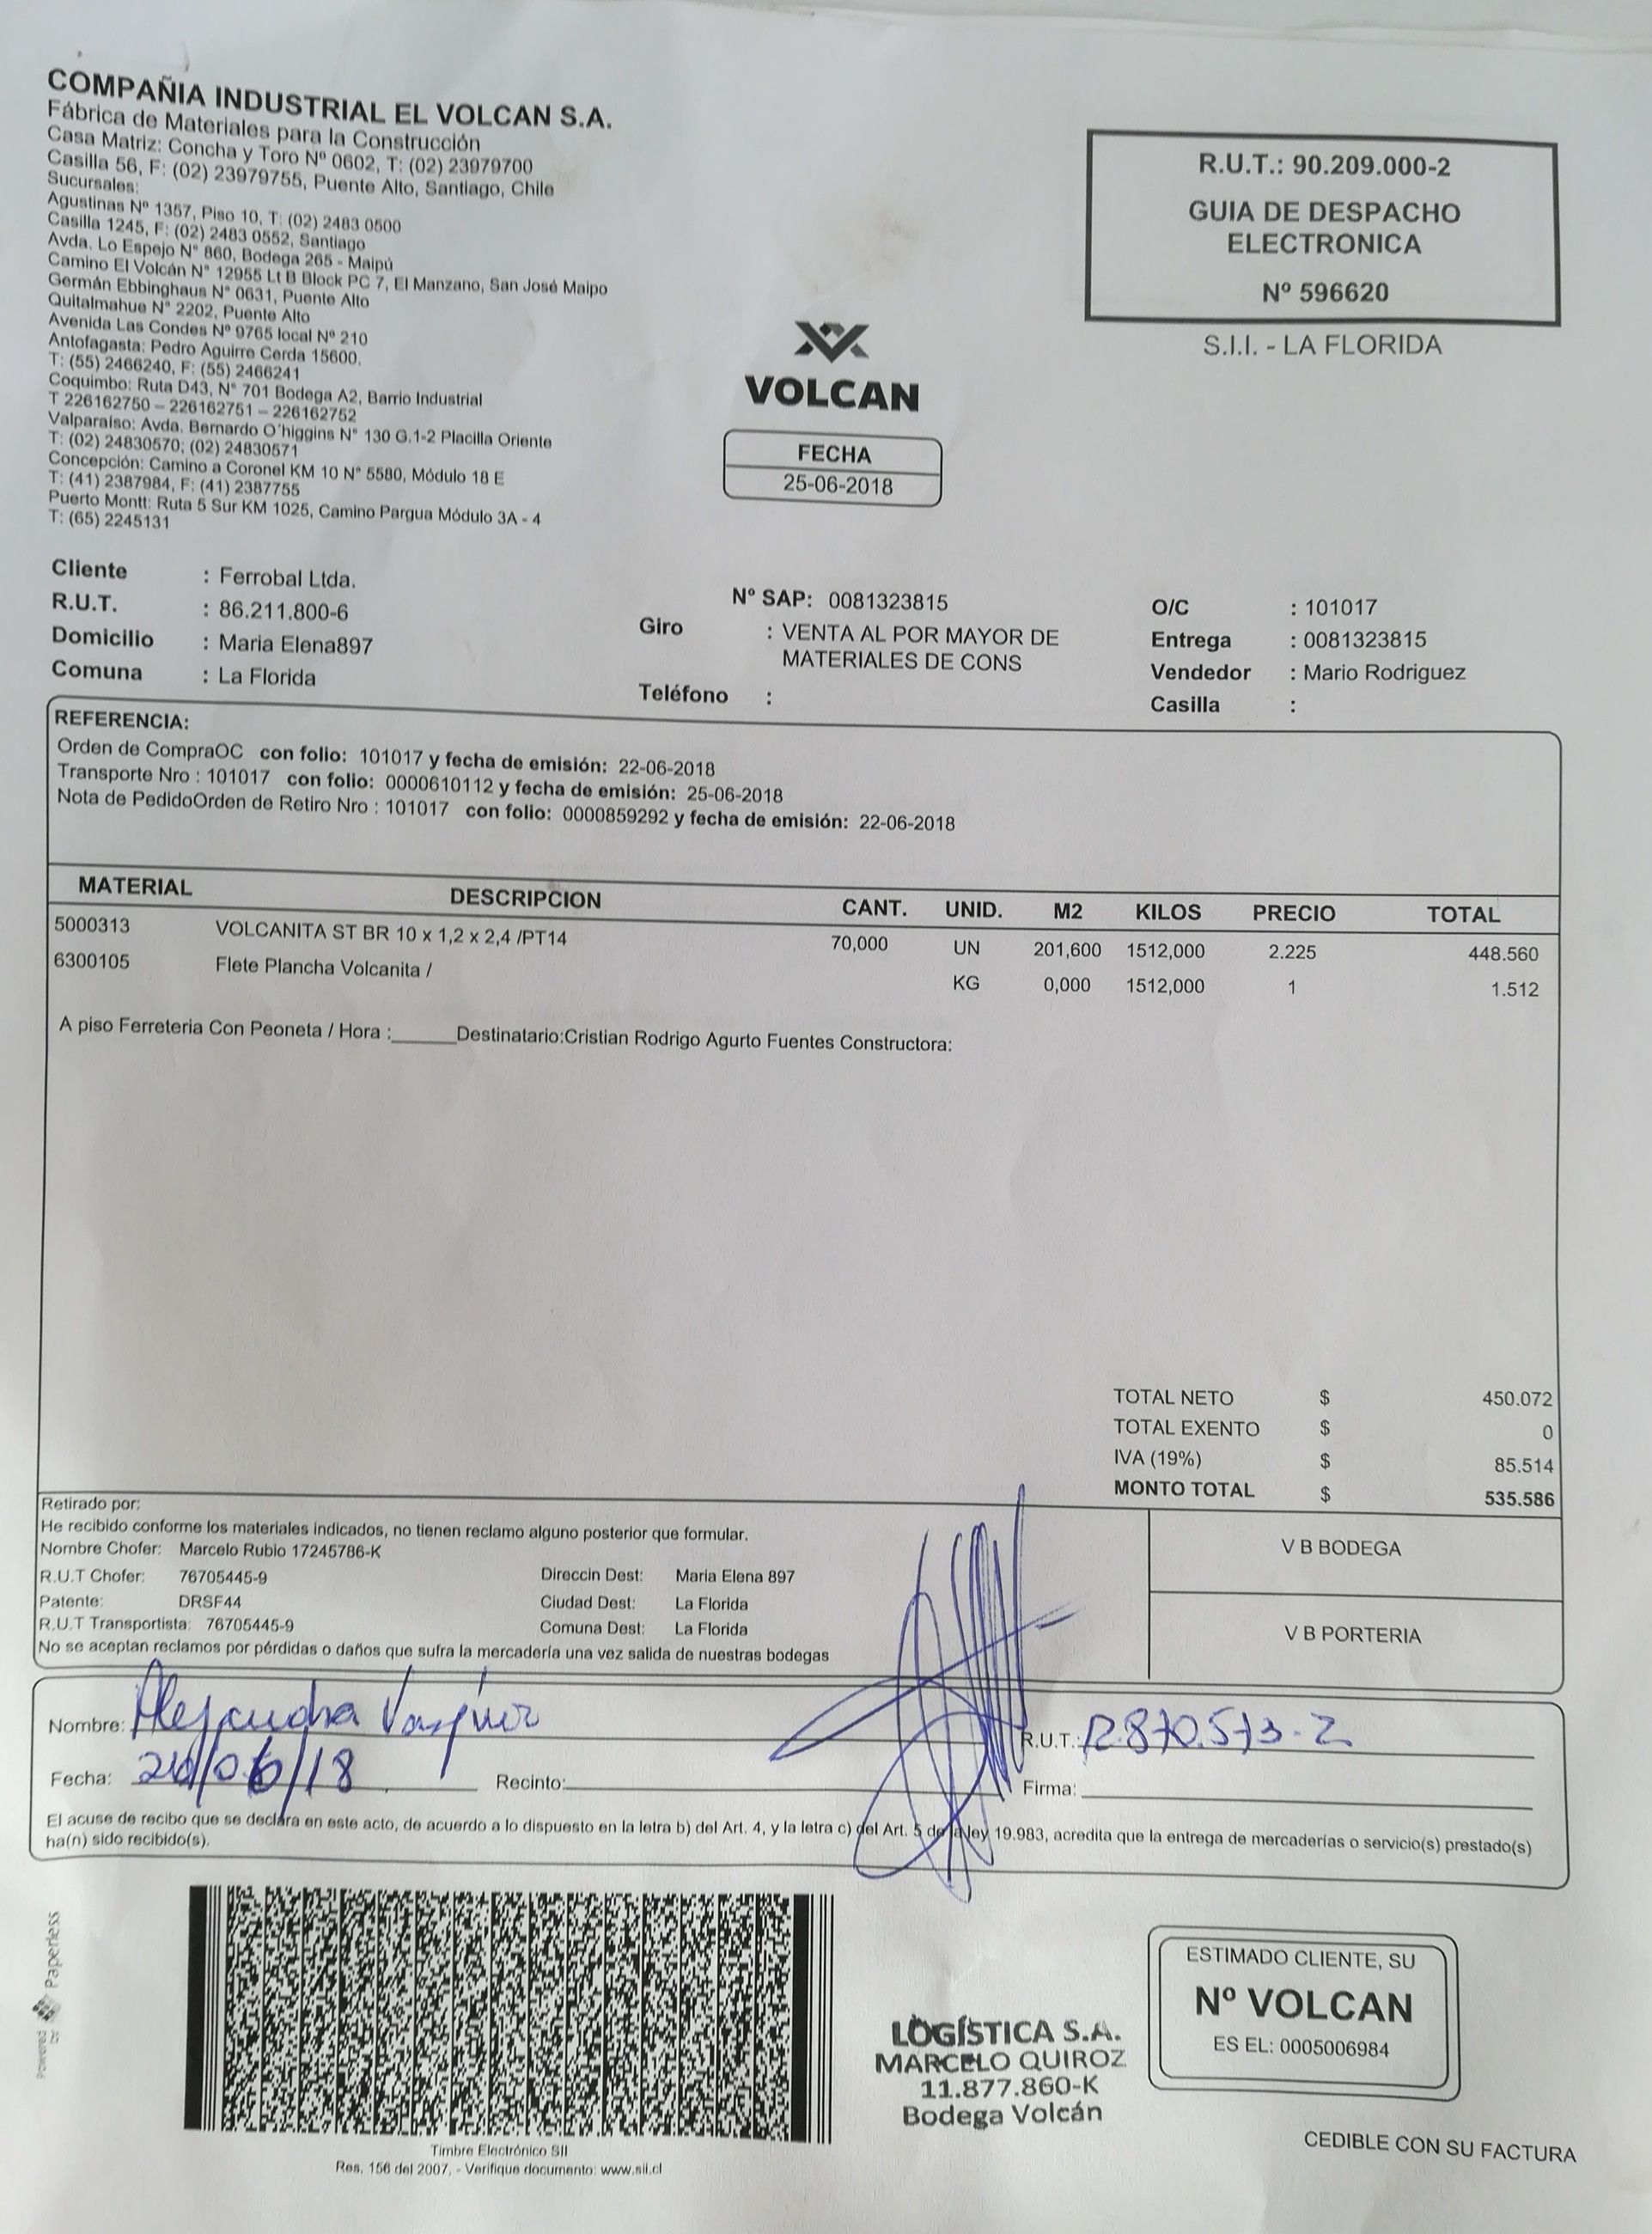 COMPAÑIA INDUSTRIAL EL VOLCAN S.A.
Fábrica de Materiales para la Construcción
Casa Matriz: Concha y Toro Nº 0602, T: (02) 23979700
Casilla 56, F: (02) 23979755, Puente Alto, Santiago, Chile
Sucursales:
Agustinas Nº 1357, Piso 10, T: (02) 2483 0500
Casilla 1245, F: (02) 2483 0552, Santiago
Avda. Lo Espejo N° 860, Bodega 265 - Maipú
Camino El Volcán N° 12955 Lt B Block PC 7, El Manzano, San José Maipo
Germán Ebbinghaus N° 0631, Puente Alto
Quitalmahue N° 2202, Puente Alto
Avenida Las Condes Nº 9765 local Nº 210
Antofagasta: Pedro Aguirre Cerda 15600.
T: (55) 2466240, F: (55) 2466241
Coquimbo: Ruta D43, N° 701 Bodega A2, Barrio Industrial
T 226162750 – 226162751 – 226162752
Valparaíso: Avda. Bernardo O'higgins N° 130 G.1-2 Placilla Oriente
T: (02) 24830570; (02) 24830571
Concepción: Camino a Coronel KM 10 N° 5580, Módulo 18 E
T: (41) 2387984, F: (41) 2387755
Puerto Montt: Ruta 5 Sur KM 1025, Camino Pargua Módulo 3A - 4
T: (65) 2245131
VOLCAN
FECHA
25-06-2018
R.U.T.: 90.209.000-2
GUIA DE DESPACHO
ELECTRONICA
Nº 596620
S.I.I. - LA FLORIDA
Cliente : Ferrobal Ltda.
R.U.T. : 86.211.800-6
Domicilio : Maria Elena897
Comuna : La Florida
Nº SAP: 0081323815
Giro : VENTA AL POR MAYOR DE
MATERIALES DE CONS
Teléfono :
O/C : 101017
Entrega : 0081323815
Vendedor : Mario Rodriguez
Casilla :
REFERENCIA:
Orden de CompraOC con folio: 101017 y fecha de emisión: 22-06-2018
Transporte Nro : 101017 con folio: 0000610112 y fecha de emisión: 25-06-2018
Nota de PedidoOrden de Retiro Nro : 101017 con folio: 0000859292 y fecha de emisión: 22-06-2018
MATERIAL DESCRIPCION CANT. UNID. M2 KILOS PRECIO TOTAL
5000313 VOLCANITA ST BR 10 x 1,2 x 2,4 /PT14 70,000 UN 201,600 1512,000 2.225 448.560
6300105 Flete Plancha Volcanita / KG 0,000 1512,000 1 1.512
A piso Ferreteria Con Peoneta / Hora :______Destinatario:Cristian Rodrigo Agurto Fuentes Constructora:
TOTAL NETO $ 450.072
TOTAL EXENTO $ 0
IVA (19%) $ 85.514
MONTO TOTAL $ 535.586
Retirado por:
He recibido conforme los materiales indicados, no tienen reclamo alguno posterior que formular.
Nombre Chofer: Marcelo Rubio 17245786-K
R.U.T Chofer: 76705445-9 Direccin Dest: Maria Elena 897
Patente: DRSF44 Ciudad Dest: La Florida
R.U.T Transportista: 76705445-9 Comuna Dest: La Florida
No se aceptan reclamos por pérdidas o daños que sufra la mercadería una vez salida de nuestras bodegas
V B BODEGA
V B PORTERIA
Nombre: Alejandra Vasquez R.U.T.: 12.870.573-2
Fecha: 26/06/18 Recinto: Firma:
El acuse de recibo que se declara en este acto, de acuerdo a lo dispuesto en la letra b) del Art. 4, y la letra c) del Art. 5 de la ley 19.983, acredita que la entrega de mercaderías o servicio(s) prestado(s)
ha(n) sido recibido(s).
Powered by Paperless
Timbre Electrónico SII
Res. 156 del 2007, - Verifique documento: www.sii.cl
LOGÍSTICA S.A.
MARCELO QUIROZ
11.877.860-K
Bodega Volcán
ESTIMADO CLIENTE, SU
Nº VOLCAN
ES EL: 0005006984
CEDIBLE CON SU FACTURA